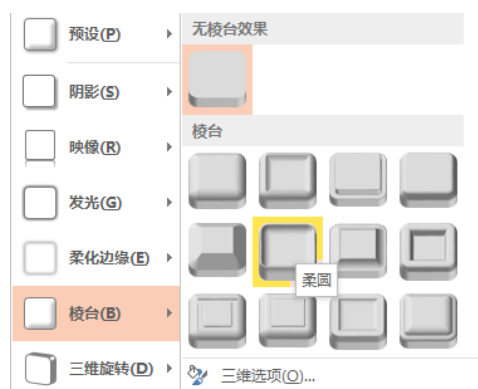 预设(P)
阴影(S)
映像(R)
发光(G)
柔化边缘(E)
棱台(B)
三维旋转(D)
无棱台效果
棱台
柔圆
三维选项(O)...